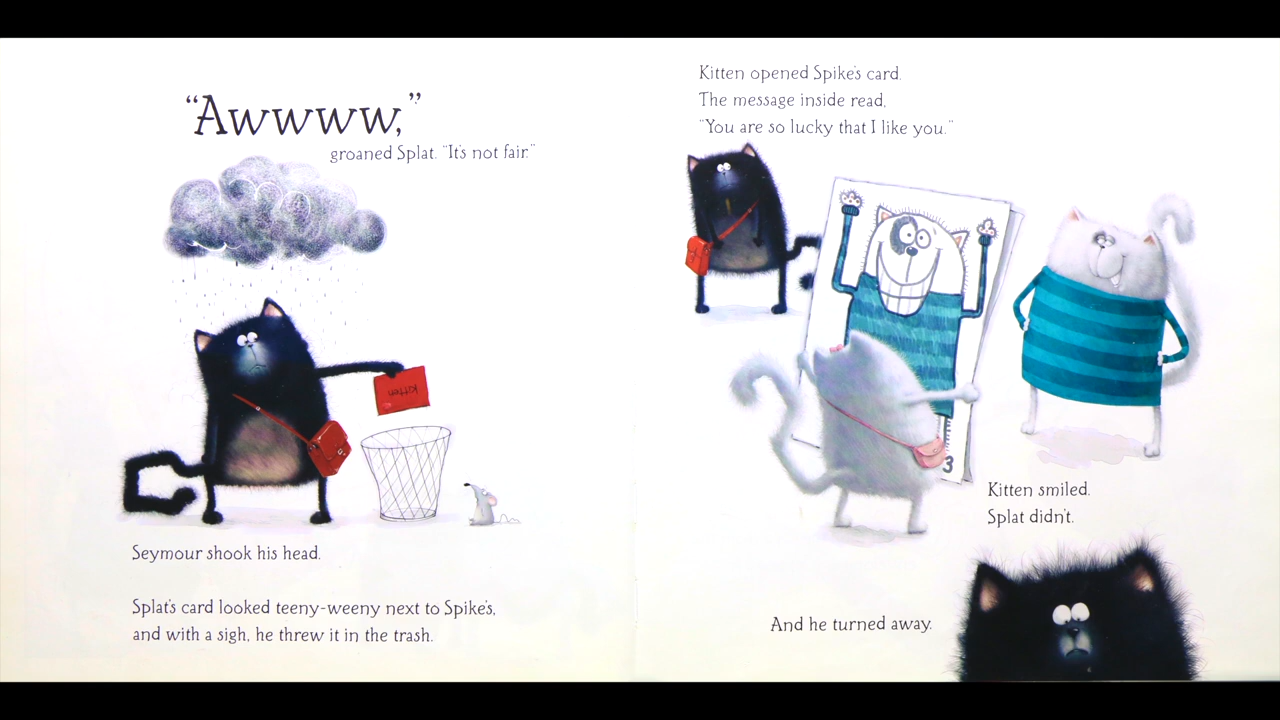 “Awwww,”
groaned Splat. “It's not fair.”
kitten
Seymour shook his head.
Splat's card looked teeny-weeny next to Spike's,
and with a sigh, he threw it in the trash.
Kitten opened Spike's card.
The message inside read,
“You are so lucky that I like you.”
3
Kitten smiled.
Splat didn't.
And he turned away.